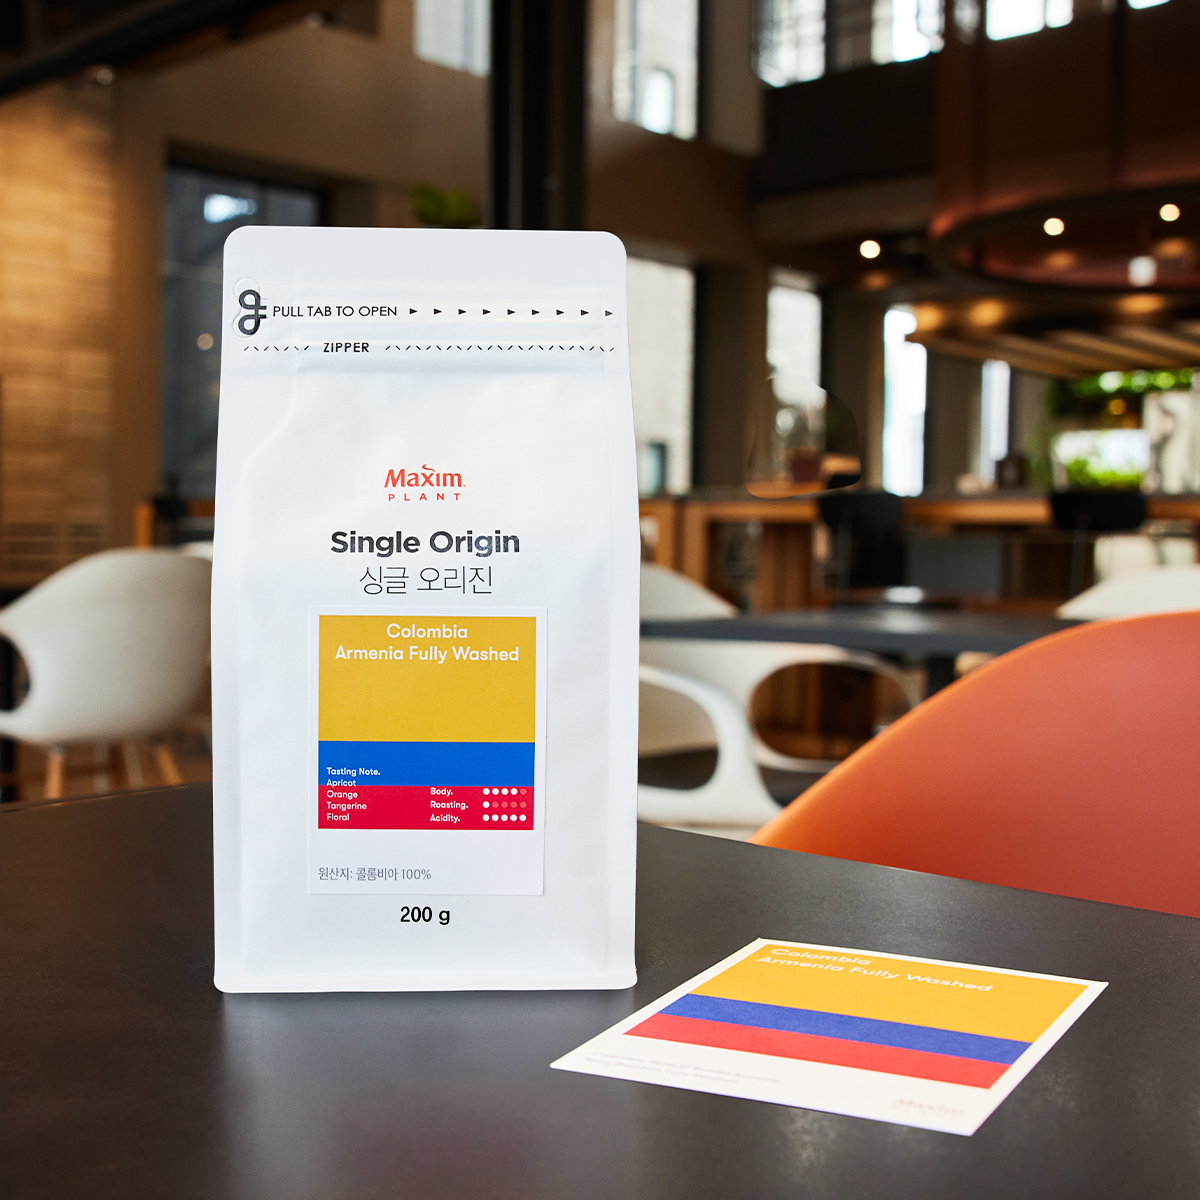 PULL TAB TO OPEN
ZIPPER
Maxim
PLANT
Single Origin
싱글 오리진
Colombia
Armenia Fully Washed
Tasting Note.
Apricot
Orange
Tangerine
Floral
Body.
Roasting.
Acidity.
원산지: 콜롬비아 100%
200 g
Colombia
Armenia Fully Washed
Maxim
PLANT